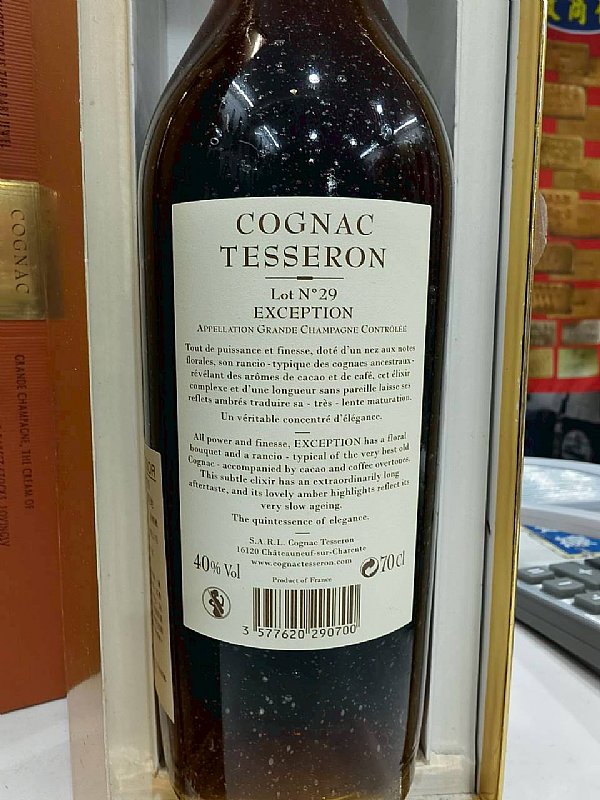 COGNAC
TESSERON
Lot N°29
EXCEPTION
APPELLATION GRANDE CHAMPAGNE CONTRÔLÉE
Tout de puissance et finesse, doté d'un nez aux notes
florales, son rancio - typique des cognacs ancestraux -
révélant des arômes de cacao et de café, cet élixir
complexe et d'une longueur sans pareille laisse ses
reflets ambrés traduire sa - très - lente maturation.
Un véritable concentré d'élégance.
All power and finesse, EXCEPTION has a floral
bouquet and a rancio - typical of the very best old
Cognac - accompanied by cacao and coffee overtones.
This subtle elixir has an extraordinarily long
aftertaste, and its lovely amber highlights reflect its
very slow ageing.
The quintessence of elegance.
S.A.R.L. Cognac Tesseron
16120 Châteauneuf-sur-Charente
www.cognactesseron.com
40% Vol
70 cl
Product of France
3 577620 290700
COGNAC
GRANDE CHAMPAGNE, THE CREAM OF